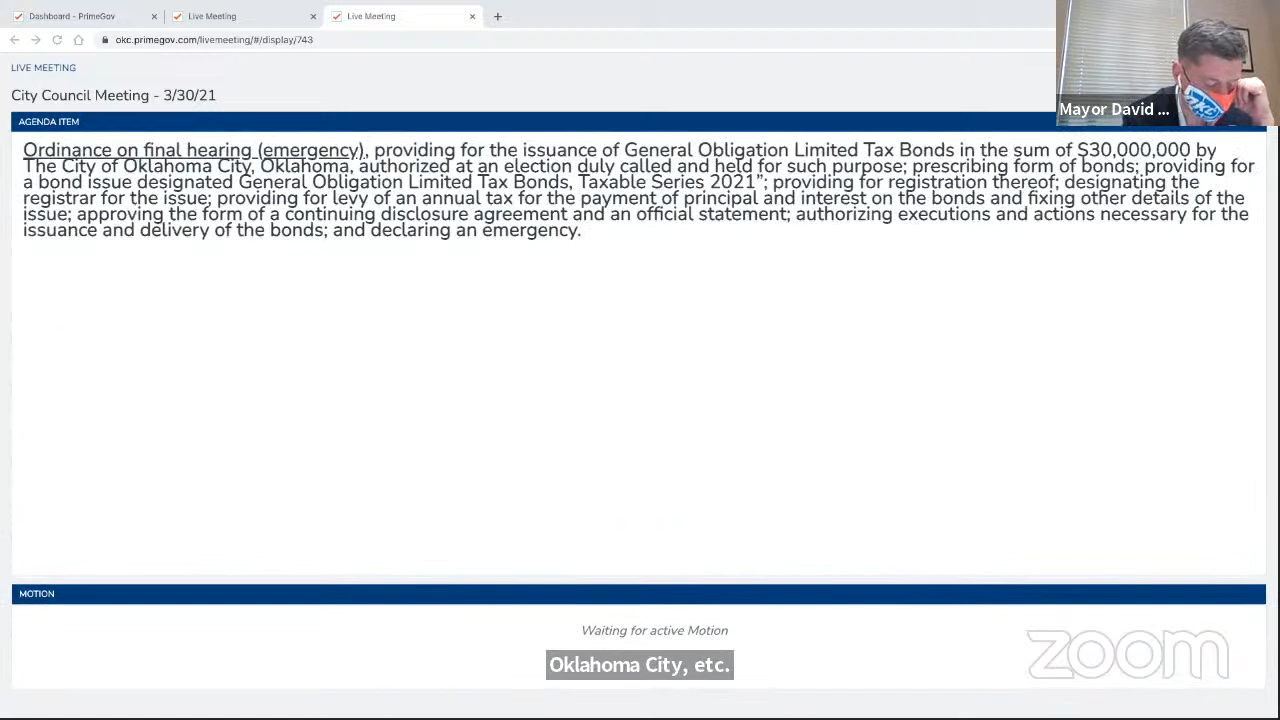 Dashboard - PrimeGov
Live Meeting
Live Meeting
okc.primegov.com/livemeeting/#/display/743
LIVE MEETING
City Council Meeting - 3/30/21
AGENDA ITEM
Ordinance on final hearing (emergency), providing for the issuance of General Obligation Limited Tax Bonds in the sum of $30,000,000 by
The City of Oklahoma City, Oklahoma, authorized at an election duly called and held for such purpose; prescribing form of bonds; providing for
a bond issue designated General Obligation Limited Tax Bonds, Taxable Series 2021”; providing for registration thereof; designating the
registrar for the issue; providing for levy of an annual tax for the payment of principal and interest on the bonds and fixing other details of the
issue; approving the form of a continuing disclosure agreement and an official statement; authorizing executions and actions necessary for the
issuance and delivery of the bonds; and declaring an emergency.
OKC
Mayor David ...
MOTION
Waiting for active Motion
Oklahoma City, etc.
zoom